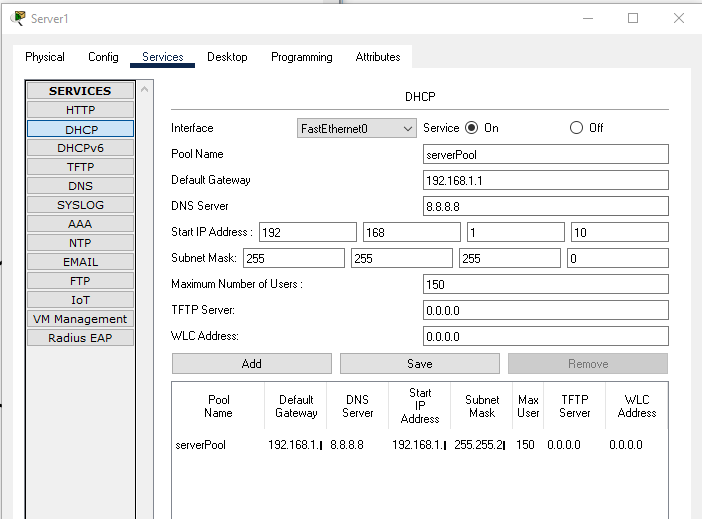 Server1
Physical Config Services Desktop Programming Attributes
SERVICES
HTTP
DHCP
DHCPv6
TFTP
DNS
SYSLOG
AAA
NTP
EMAIL
FTP
IoT
VM Management
Radius EAP
DHCP
Interface FastEthernet0 Service On Off
Pool Name serverPool
Default Gateway 192.168.1.1
DNS Server 8.8.8.8
Start IP Address : 192 168 1 10
Subnet Mask: 255 255 255 0
Maximum Number of Users : 150
TFTP Server: 0.0.0.0
WLC Address: 0.0.0.0
Add Save Remove
Pool Name Default Gateway DNS Server Start IP Address Subnet Mask Max User TFTP Server WLC Address
serverPool 192.168.1. 8.8.8.8 192.168.1. 255.255.2 150 0.0.0.0 0.0.0.0